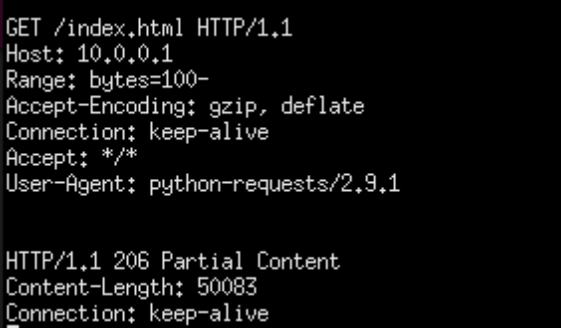 GET /index.html HTTP/1.1
Host: 10.0.0.1
Range: bytes=100-
Accept-Encoding: gzip, deflate
Connection: keep-alive
Accept: */*
User-Agent: python-requests/2.9.1
HTTP/1.1 206 Partial Content
Content-Length: 50083
Connection: keep-alive